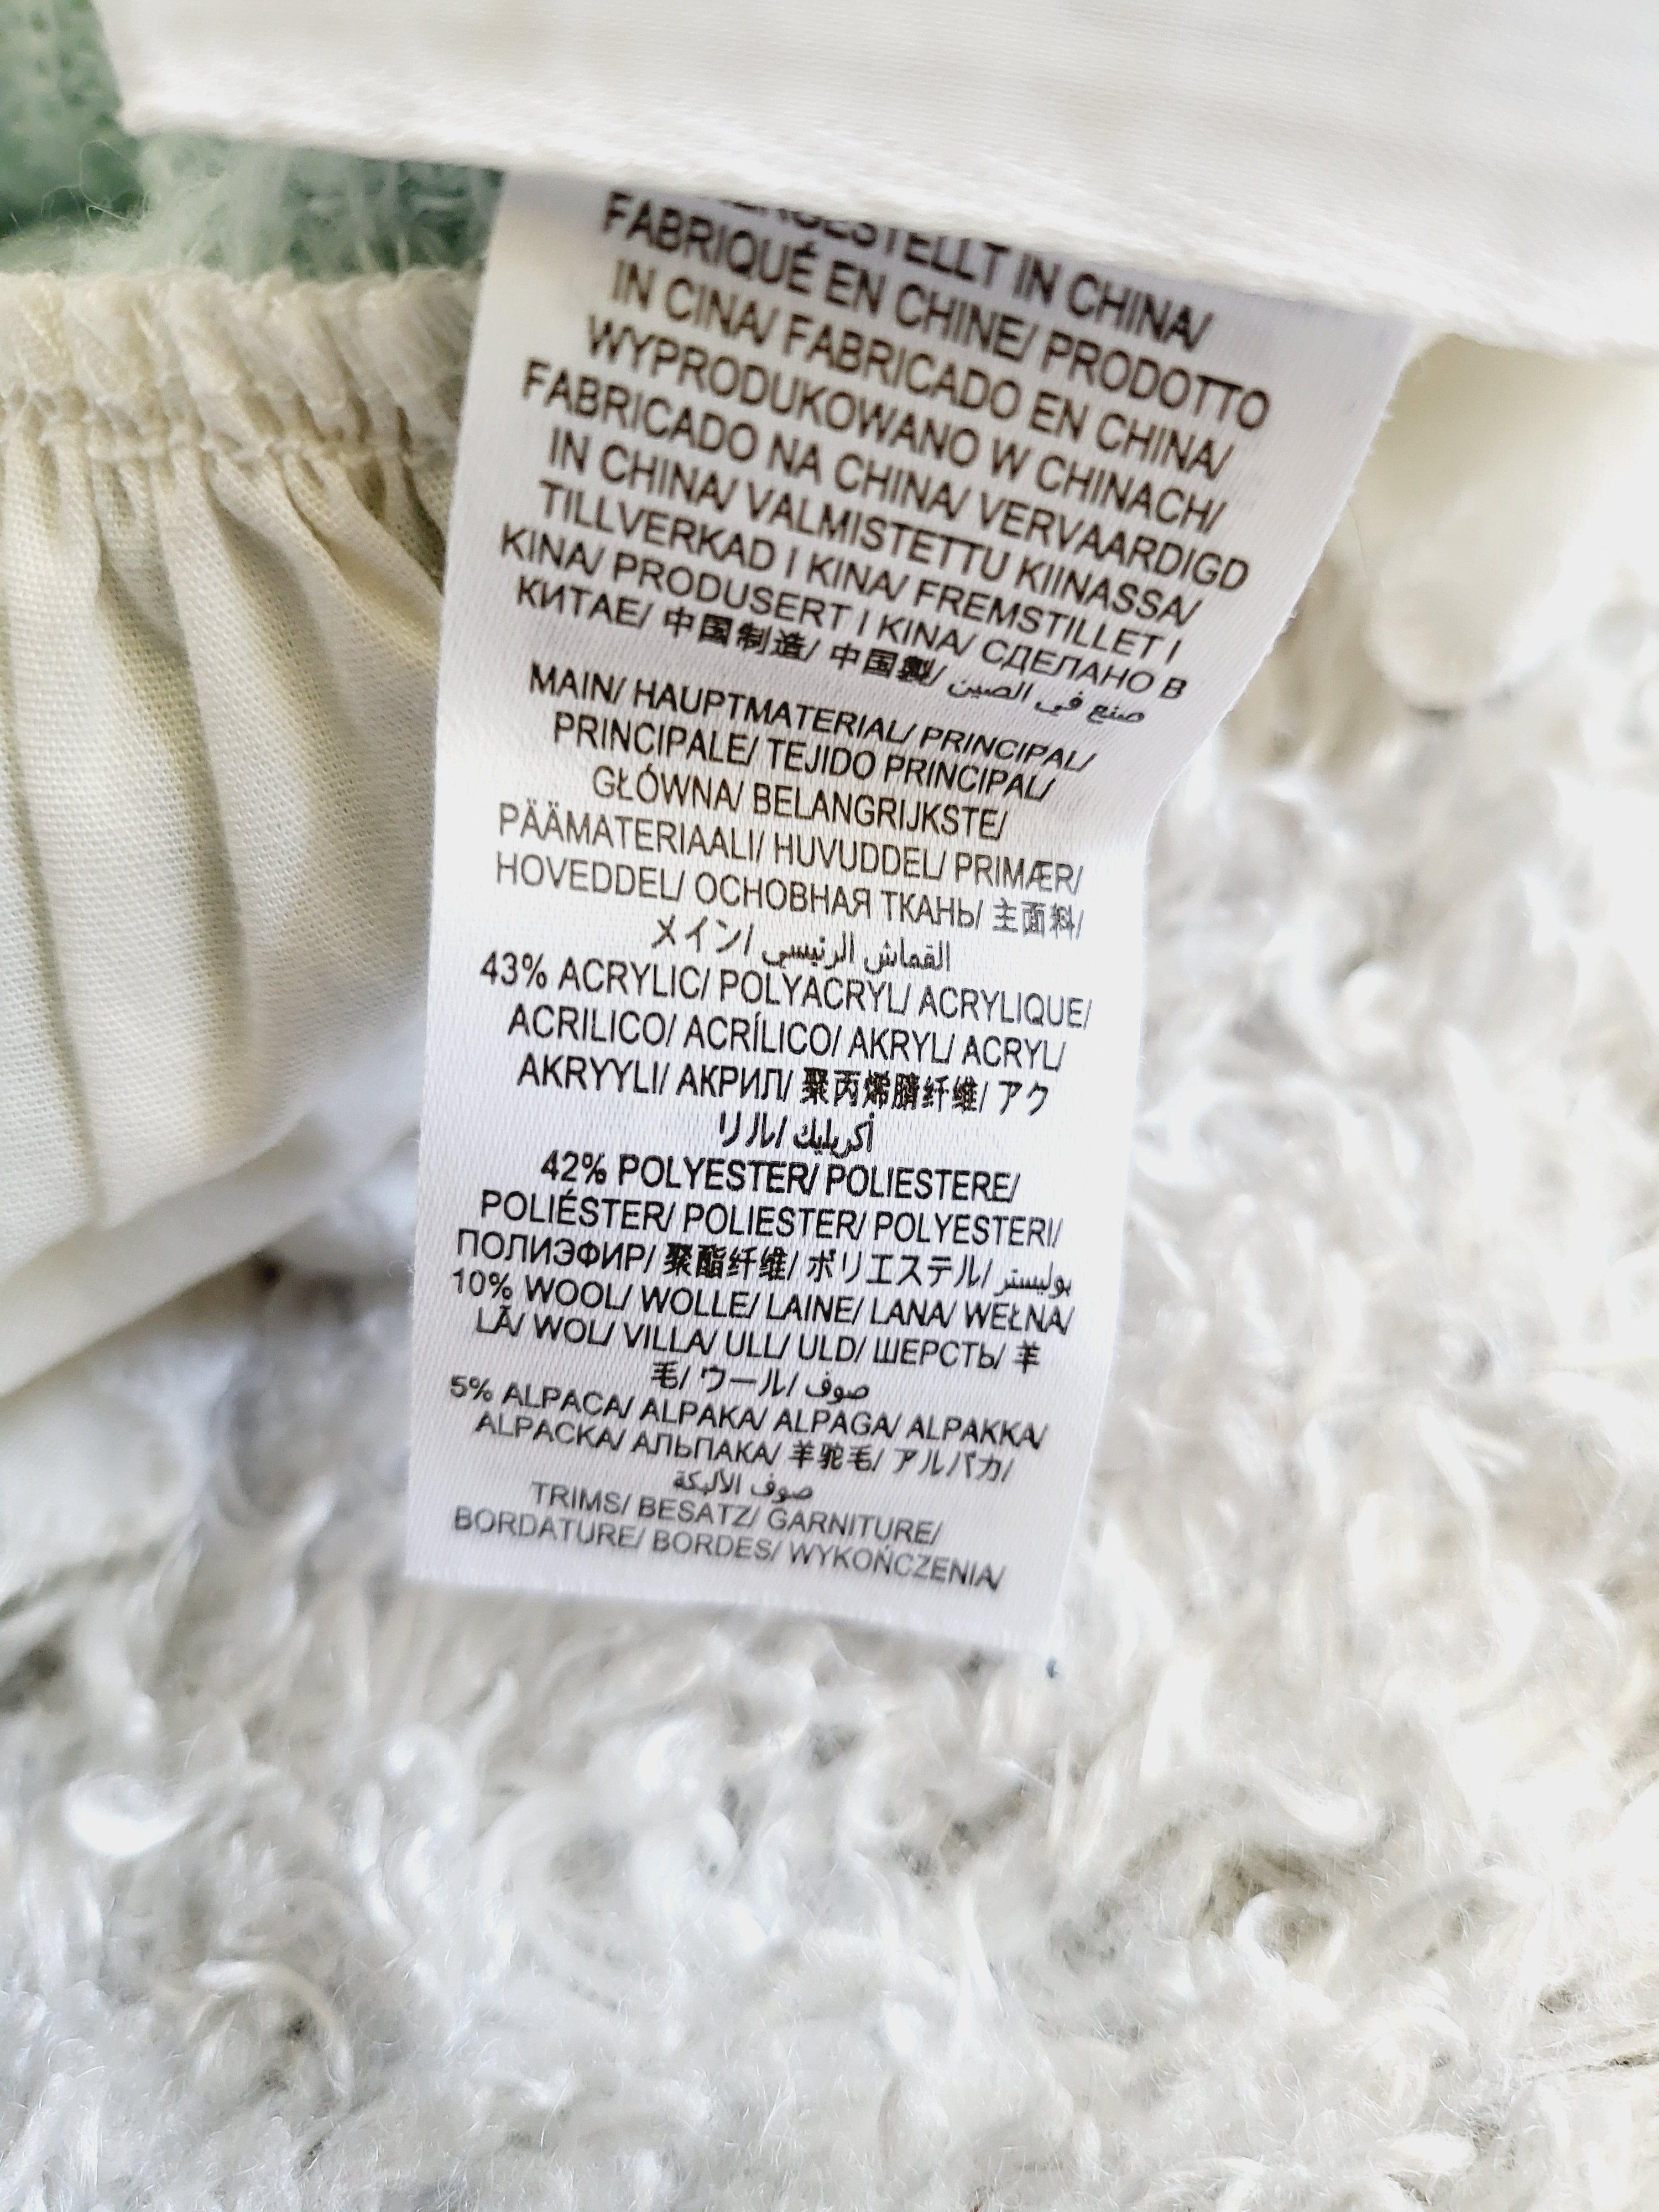 HERGESTELLT IN CHINA/
FABRIQUÉ EN CHINE/ PRODOTTO
IN CINA/ FABRICADO EN CHINA/
WYPRODUKOWANO W CHINACH/
FABRICADO NA CHINA/ VERVAARDIGD
IN CHINA/ VALMISTETTU KIINASSA/
TILLVERKAD I KINA/ FREMSTILLET I
KINA/ PRODUSERT I KINA/ СДЕЛАНО В
КИТАЕ/ 中国制造/ 中国製/ صنع في الصين
MAIN/ HAUPTMATERIAL/ PRINCIPAL/
PRINCIPALE/ TEJIDO PRINCIPAL/
GŁÓWNA/ BELANGRIJKSTE/
PÄÄMATERIAALI/ HUVUDDEL/ PRIMÆR/
HOVEDDEL/ ОСНОВНАЯ ТКАНЬ/ 主面料/
メイン/ القماش الرئيسي
43% ACRYLIC/ POLYACRYL/ ACRYLIQUE/
ACRILICO/ ACRÍLICO/ AKRYL/ ACRYL/
AKRYYLI/ АКРИЛ/ 聚丙烯腈纤维/ アク
リル/ أكريليك
42% POLYESTER/ POLIESTERE/
POLIÉSTER/ POLIESTER/ POLYESTERI/
ПОЛИЭФИР/ 聚酯纤维/ ポリエステル/ بوليستر
10% WOOL/ WOLLE/ LAINE/ LANA/ WEŁNA/
LÃ/ WOL/ VILLA/ ULL/ ULD/ ШЕРСТЬ/ 羊
毛/ ウール/ صوف
5% ALPACA/ ALPAKA/ ALPAGA/ ALPAKKA/
ALPACKA/ АЛЬПАКА/ 羊驼毛/ アルパカ/
صوف الألبكة
TRIMS/ BESATZ/ GARNITURE/
BORDATURE/ BORDES/ WYKOŃCZENIA/